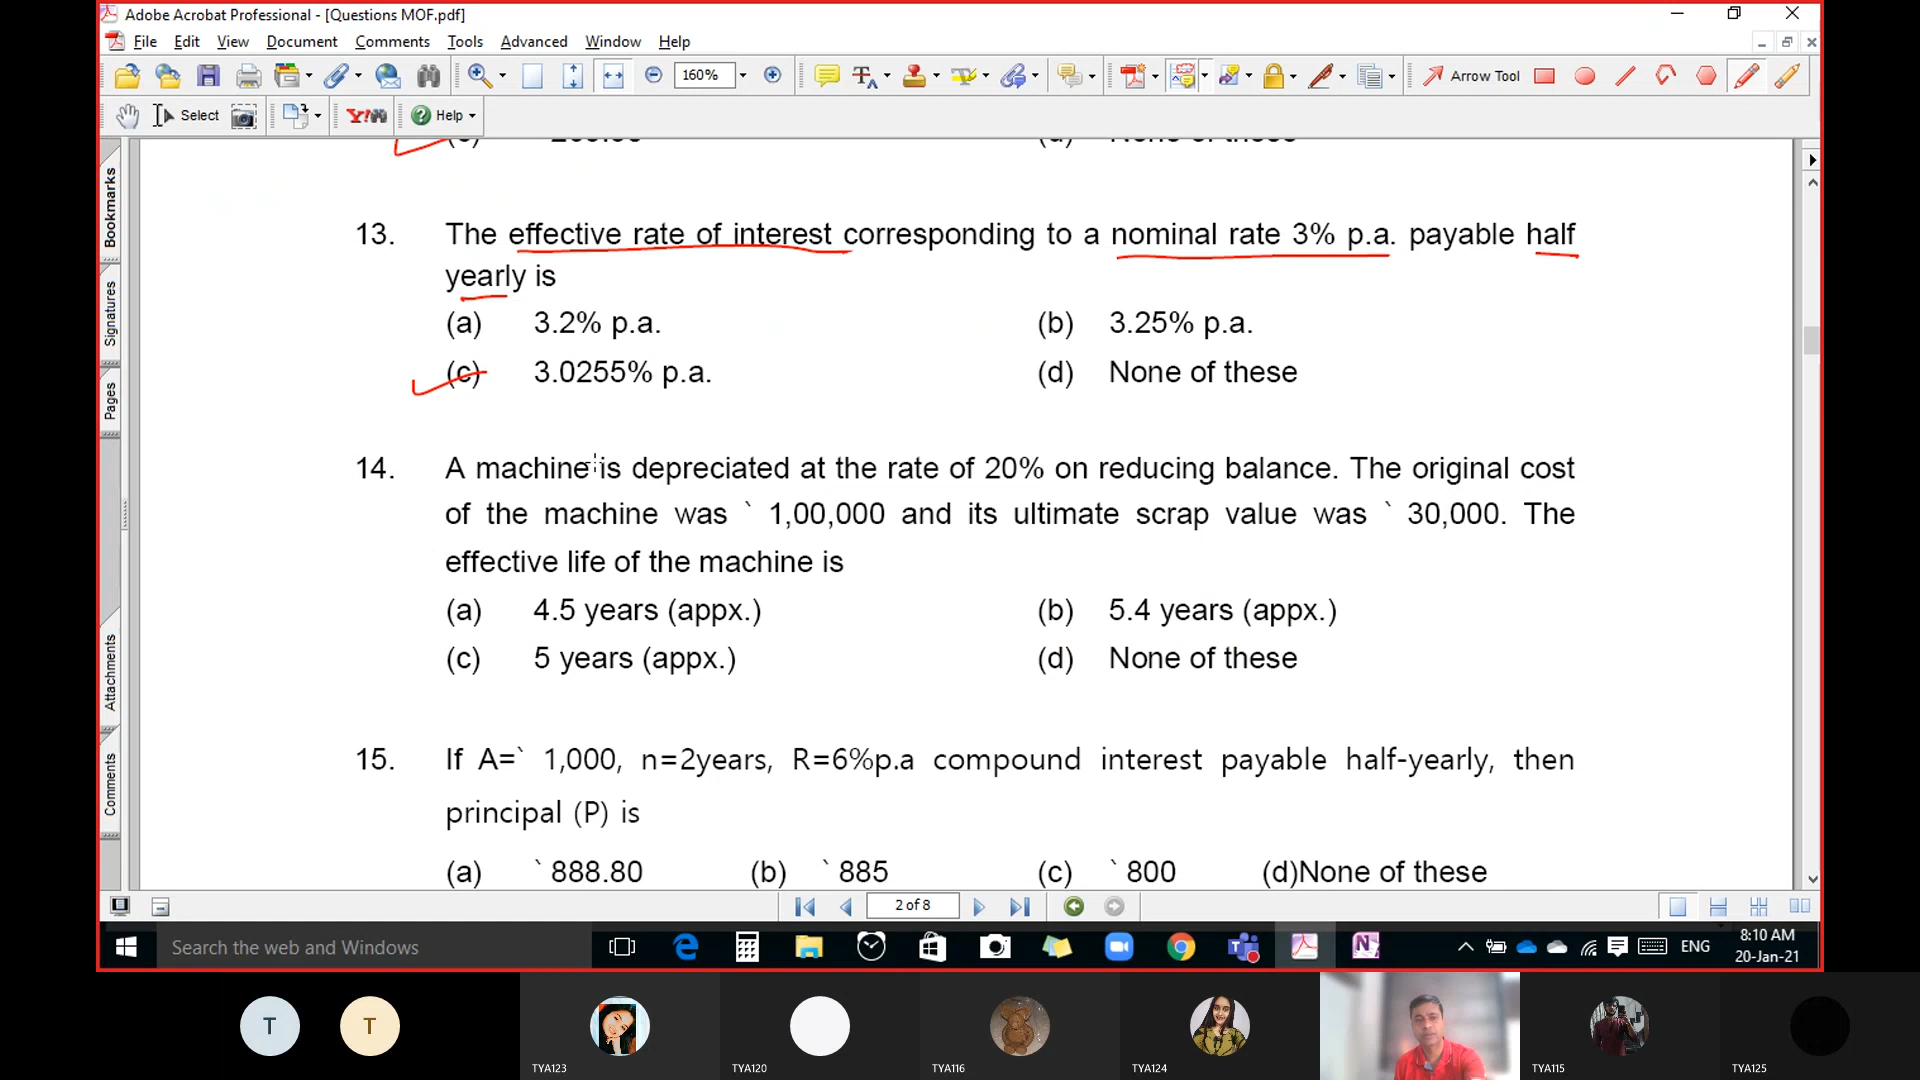 Adobe Acrobat Professional - [Questions MOF.pdf]
File Edit View Document Comments Tools Advanced Window Help
160% Arrow Tool
Select Help
Bookmarks
Signatures
Pages
Attachments
Comments
13. The effective rate of interest corresponding to a nominal rate 3% p.a. payable half
yearly is
(a) 3.2% p.a. (b) 3.25% p.a.
(c) 3.0255% p.a. (d) None of these
14. A machine is depreciated at the rate of 20% on reducing balance. The original cost
of the machine was ` 1,00,000 and its ultimate scrap value was ` 30,000. The
effective life of the machine is
(a) 4.5 years (appx.) (b) 5.4 years (appx.)
(c) 5 years (appx.) (d) None of these
15. If A=` 1,000, n=2years, R=6%p.a compound interest payable half-yearly, then
principal (P) is
(a) ` 888.80 (b) ` 885 (c) ` 800 (d)None of these
2 of 8
Search the web and Windows
ENG
8:10 AM
20-Jan-21
T T
TYA123 TYA120 TYA116 TYA124 TYA115 TYA125